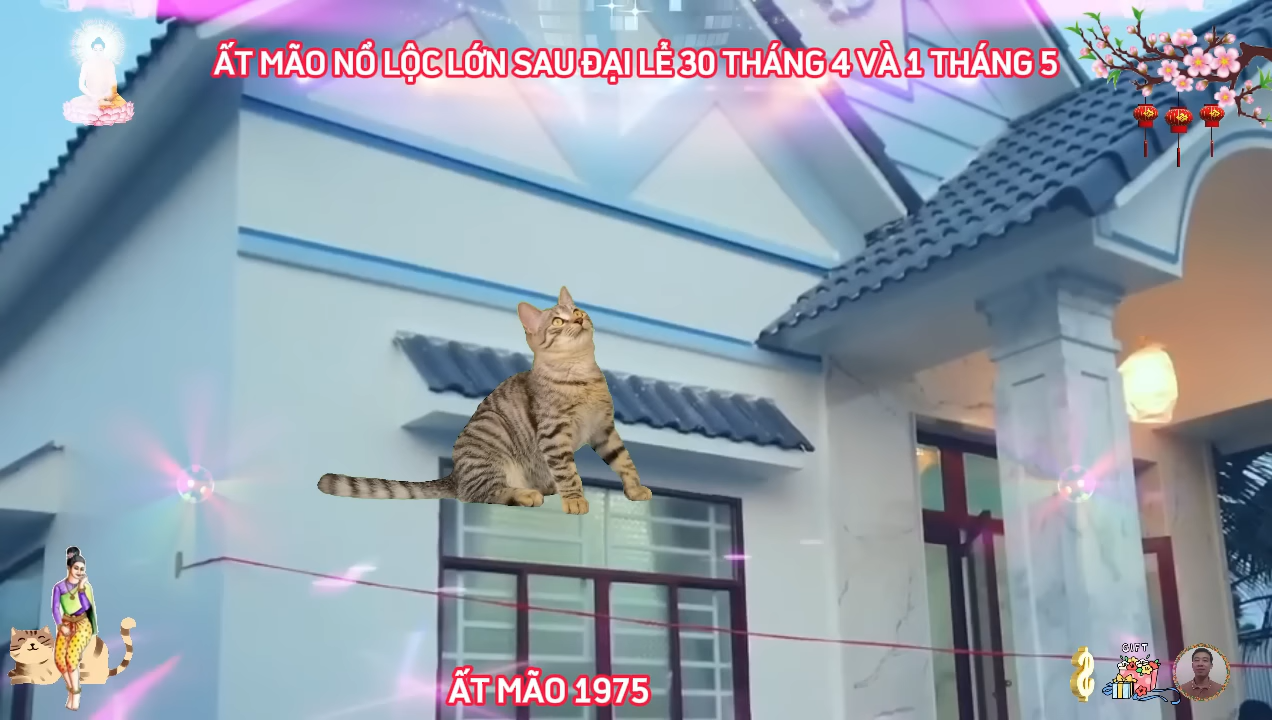 ẤT MÃO NỔ LỘC LỚN SAU ĐẠI LỄ 30 THÁNG 4 VÀ 1 THÁNG 5
GIFT
ẤT MÃO 1975